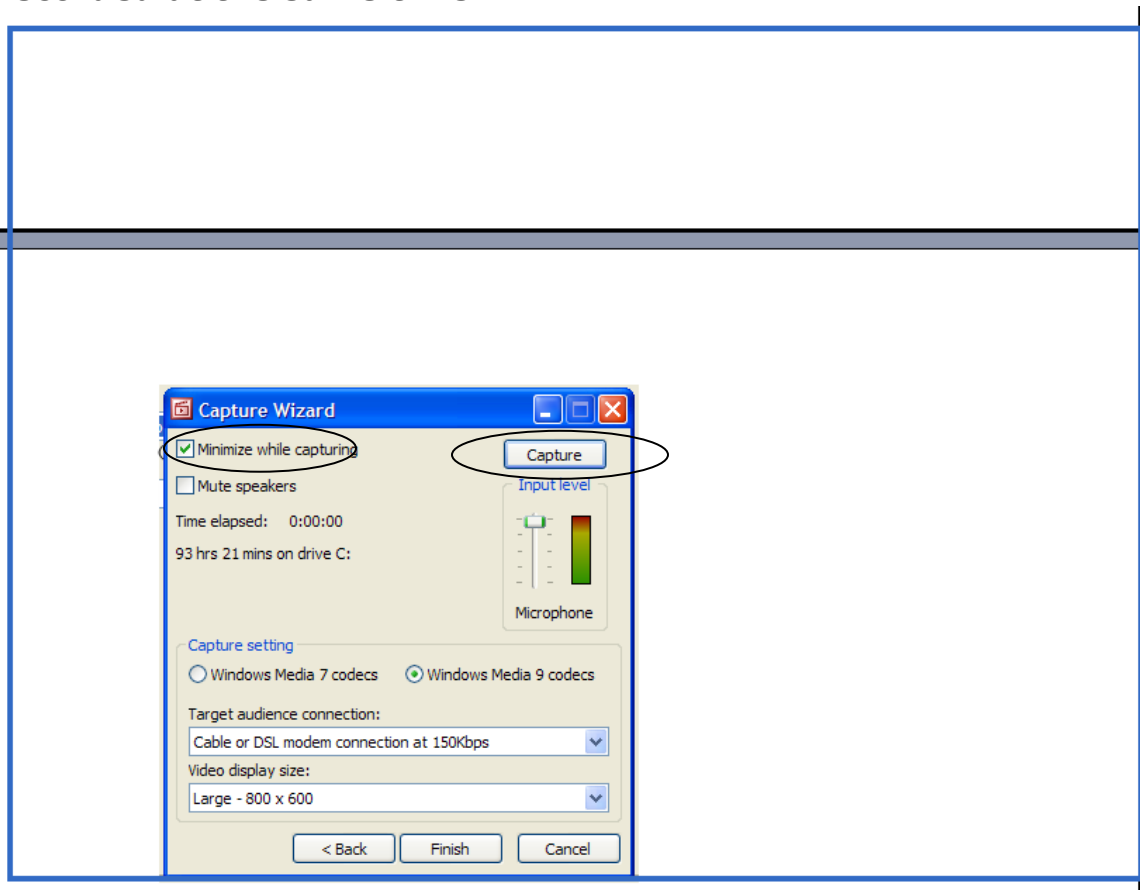 Capture Wizard
Minimize while capturing
Capture
Mute speakers
Input level
Time elapsed: 0:00:00
93 hrs 21 mins on drive C:
Microphone
Capture setting
Windows Media 7 codecs Windows Media 9 codecs
Target audience connection:
Cable or DSL modem connection at 150Kbps
Video display size:
Large - 800 x 600
< Back Finish Cancel